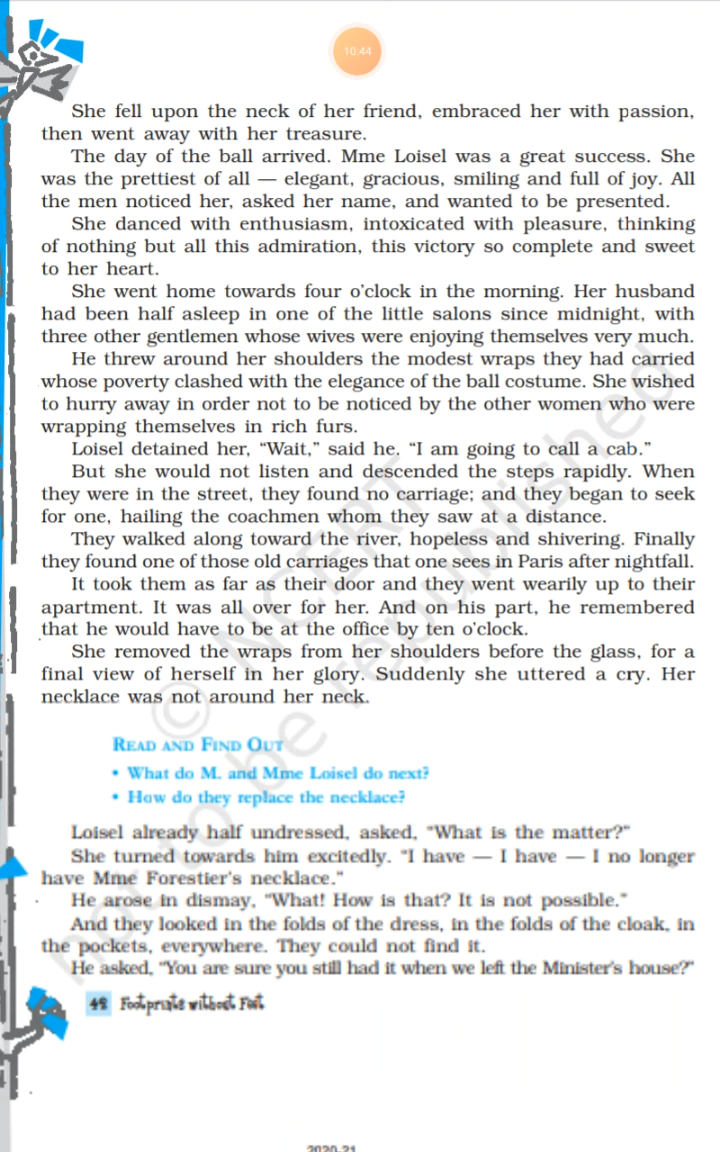 10:44
She fell upon the neck of her friend, embraced her with passion,
then went away with her treasure.
The day of the ball arrived. Mme Loisel was a great success. She
was the prettiest of all — elegant, gracious, smiling and full of joy. All
the men noticed her, asked her name, and wanted to be presented.
She danced with enthusiasm, intoxicated with pleasure, thinking
of nothing but all this admiration, this victory so complete and sweet
to her heart.
She went home towards four o’clock in the morning. Her husband
had been half asleep in one of the little salons since midnight, with
three other gentlemen whose wives were enjoying themselves very much.
He threw around her shoulders the modest wraps they had carried
whose poverty clashed with the elegance of the ball costume. She wished
to hurry away in order not to be noticed by the other women who were
wrapping themselves in rich furs.
Loisel detained her, “Wait,” said he. “I am going to call a cab.”
But she would not listen and descended the steps rapidly. When
they were in the street, they found no carriage; and they began to seek
for one, hailing the coachmen whom they saw at a distance.
They walked along toward the river, hopeless and shivering. Finally
they found one of those old carriages that one sees in Paris after nightfall.
It took them as far as their door and they went wearily up to their
apartment. It was all over for her. And on his part, he remembered
that he would have to be at the office by ten o’clock.
She removed the wraps from her shoulders before the glass, for a
final view of herself in her glory. Suddenly she uttered a cry. Her
necklace was not around her neck.
READ AND FIND OUT
• What do M. and Mme Loisel do next?
• How do they replace the necklace?
Loisel already half undressed, asked, “What is the matter?”
She turned towards him excitedly. “I have — I have — I no longer
have Mme Forestier’s necklace.”
He arose in dismay, “What! How is that? It is not possible.”
And they looked in the folds of the dress, in the folds of the cloak, in
the pockets, everywhere. They could not find it.
He asked, “You are sure you still had it when we left the Minister’s house?”
48 Footprints without Feet
2020-21
© NCERT
not to be republished